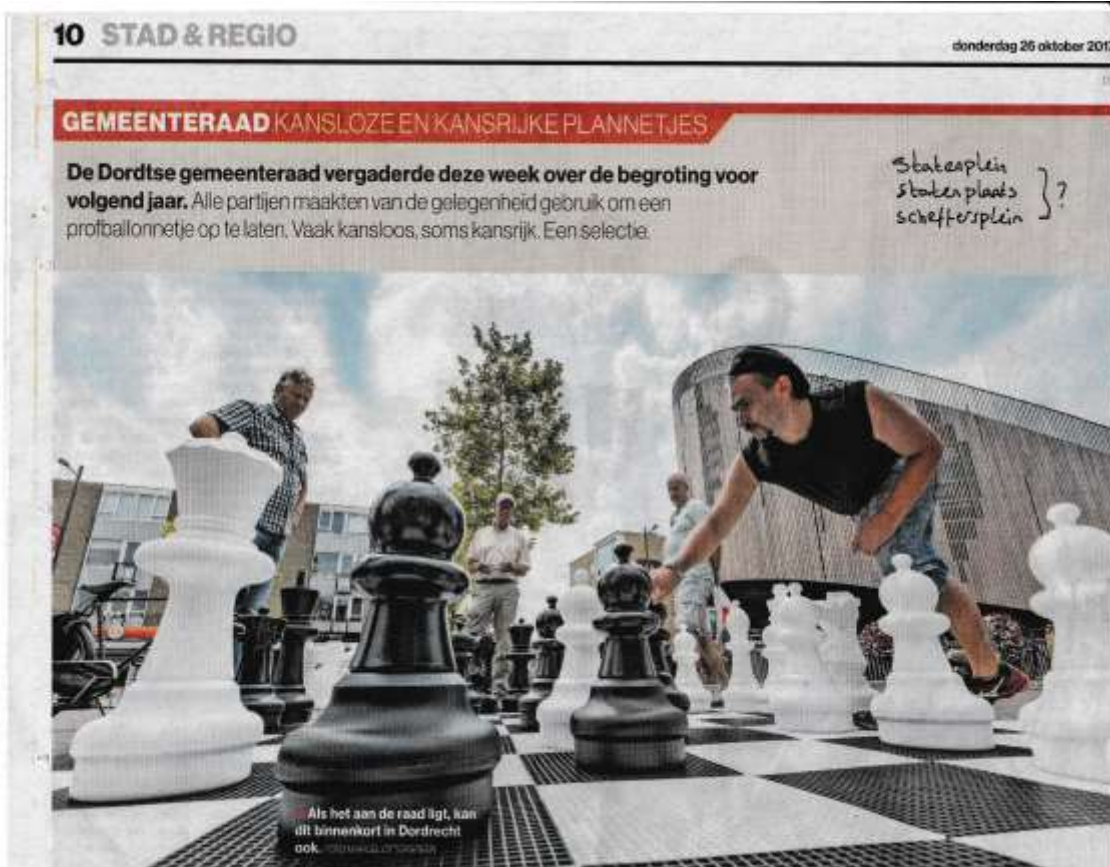 10 STAD & REGIO
donderdag 26 oktober 2017
GEMEENTERAAD KANSLOZE EN KANSRIJKE PLANNETJES
De Dordtse gemeenteraad vergaderde deze week over de begroting voor
volgend jaar. Alle partijen maakten van de gelegenheid gebruik om een
proefballonnetje op te laten. Vaak kansloos, soms kansrijk. Een selectie.
Statenplein
Statenplaats
scheffersplein
?
Als het aan de raad ligt, kan
dit binnenkort in Dordrecht
ook.